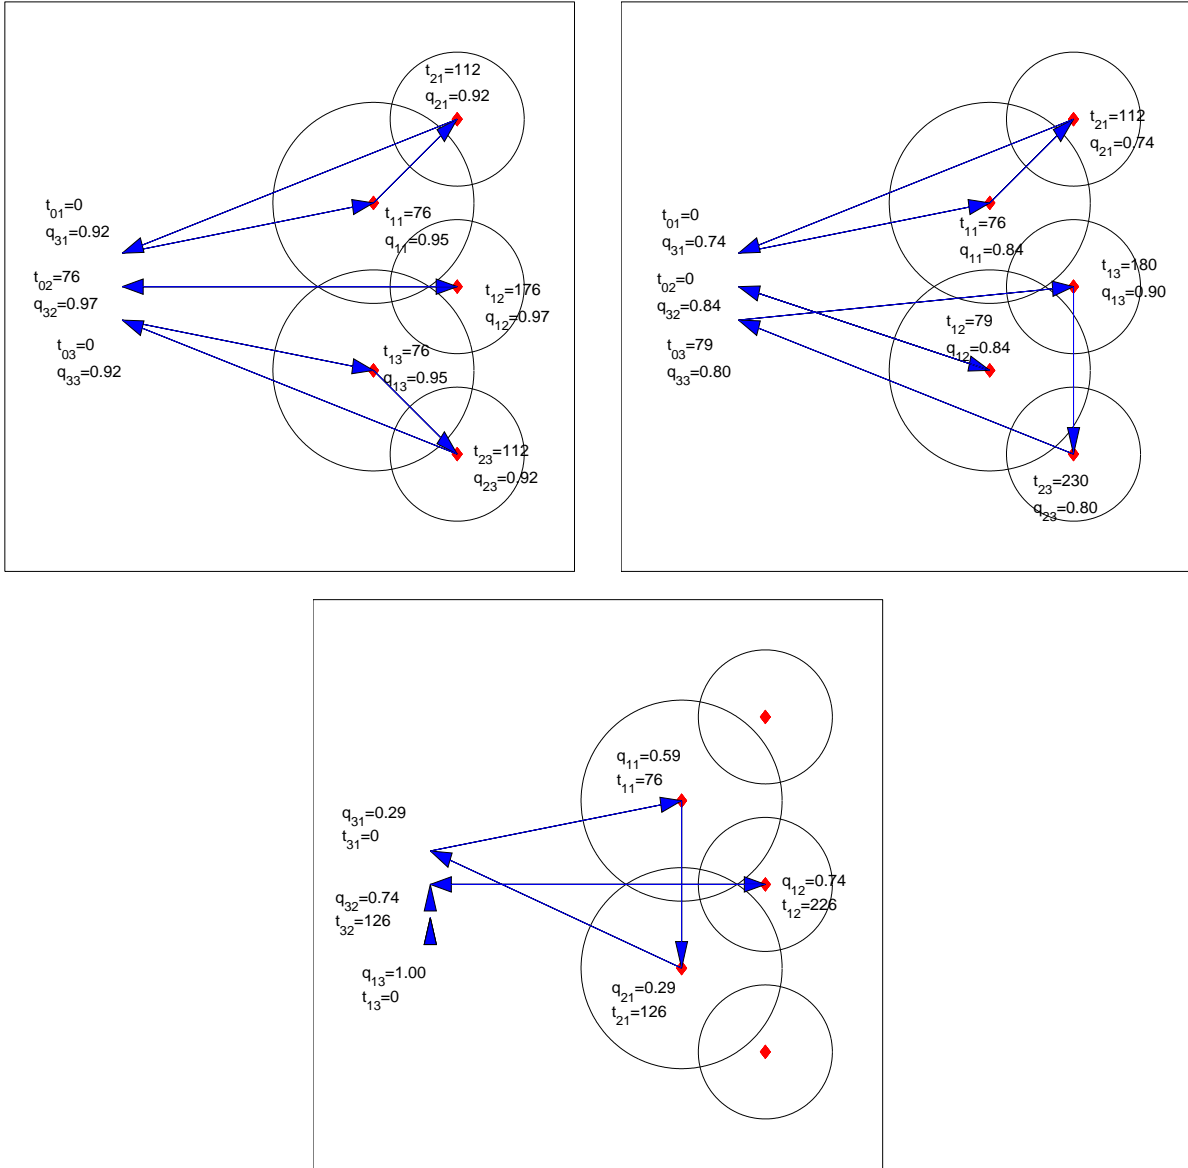 t21=112
q21=0.92
t01=0
q31=0.92
t11=76
q11=0.95
t02=76
q32=0.97
t12=176
q12=0.97
t03=0
q33=0.92
t13=76
q13=0.95
t23=112
q23=0.92
t21=112
q21=0.74
t01=0
q31=0.74
t11=76
q11=0.84
t02=0
q32=0.84
t13=180
q13=0.90
t12=79
q12=0.84
t03=79
q33=0.80
t23=230
q23=0.80
q11=0.59
t11=76
q31=0.29
t31=0
q32=0.74
t32=126
q12=0.74
t12=226
q13=1.00
t13=0
q21=0.29
t21=126